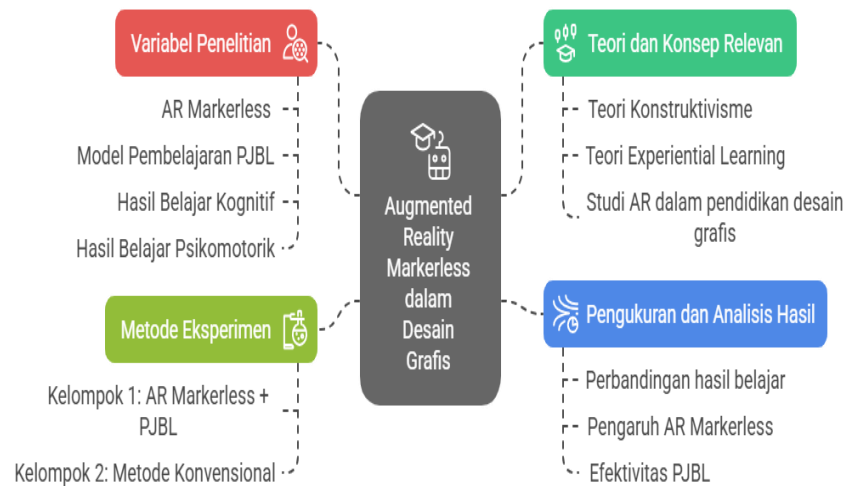 Variabel Penelitian
AR Markerless
Model Pembelajaran PJBL
Hasil Belajar Kognitif
Hasil Belajar Psikomotorik
Metode Eksperimen
Kelompok 1: AR Markerless +
PJBL
Kelompok 2: Metode Konvensional
Augmented
Reality
Markerless
dalam
Desain
Grafis
Teori dan Konsep Relevan
Teori Konstruktivisme
Teori Experiential Learning
Studi AR dalam pendidikan desain
grafis
Pengukuran dan Analisis Hasil
Perbandingan hasil belajar
Pengaruh AR Markerless
Efektivitas PJBL